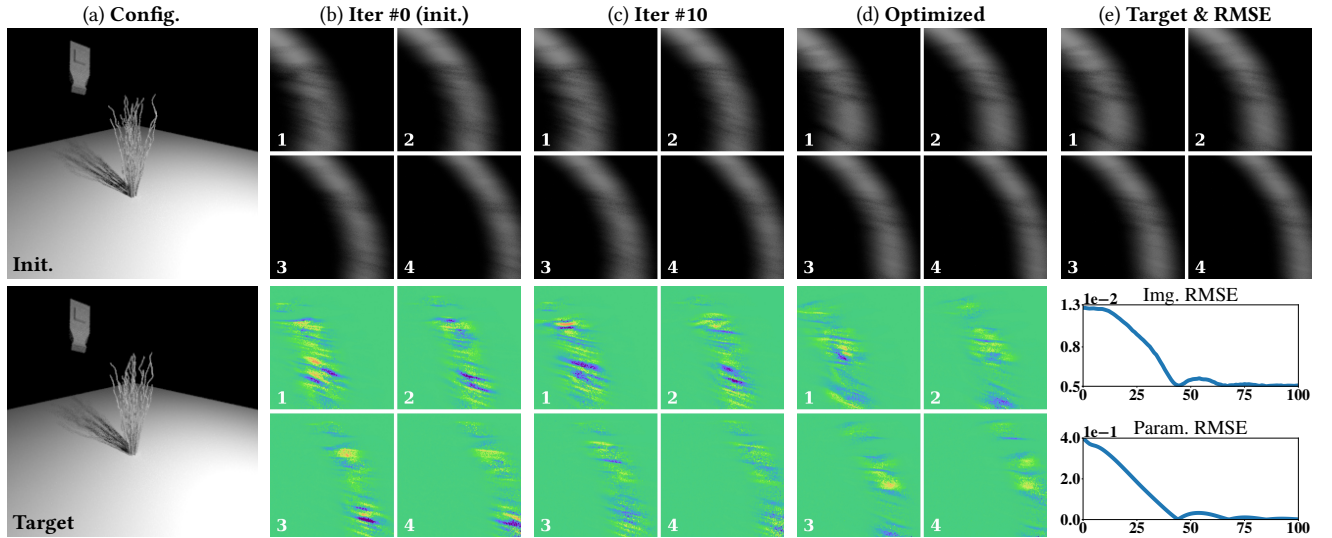 (a) Config.
(b) Iter #0 (init.)
(c) Iter #10
(d) Optimized
(e) Target & RMSE
L
Init.
1
2
3
4
1
2
3
4
1
2
3
4
1
2
3
4
L
Target
1
2
3
4
1
2
3
4
1
2
3
4
Img. RMSE
1e−2
1.3
0.8
0.5
0 25 50 75 100
Param. RMSE
1e−1
4.0
2.0
0.0
0 25 50 75 100